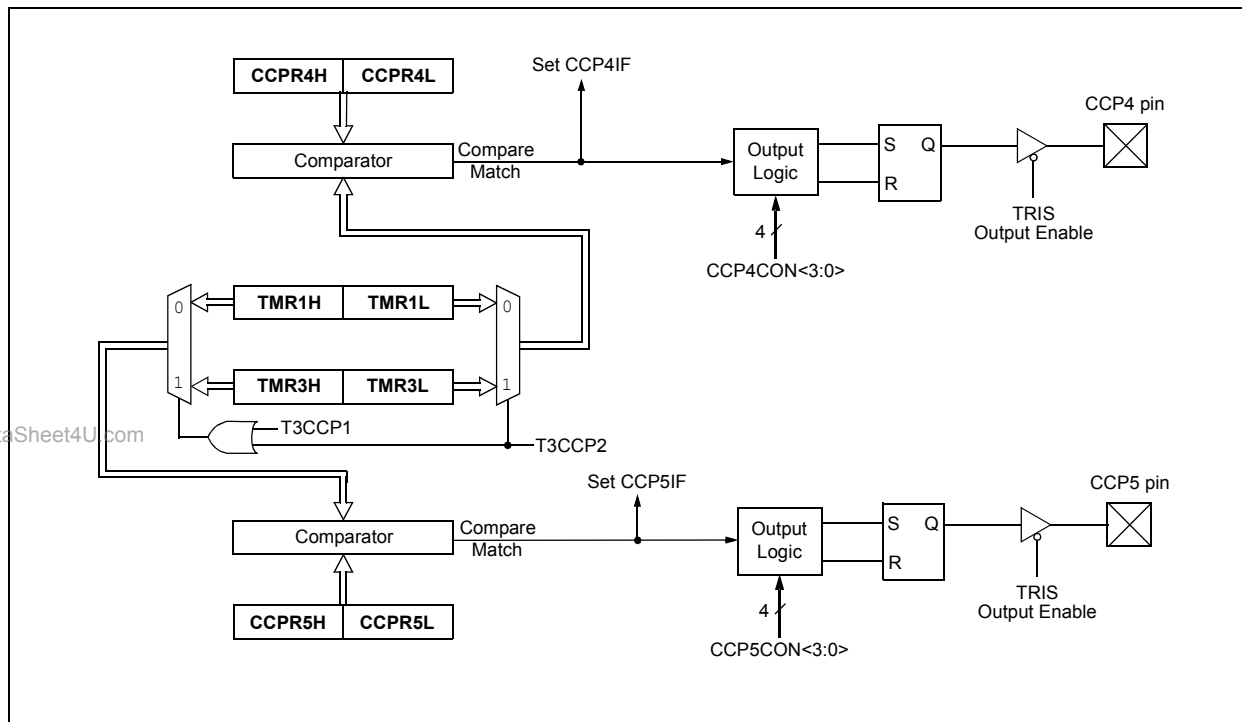 CCPR4H CCPR4L
Set CCP4IF
CCP4 pin
Comparator
Compare
Match
Output
Logic
S Q
R
TRIS
Output Enable
4
CCP4CON<3:0>
0 TMR1H TMR1L 0
1 TMR3H TMR3L 1
T3CCP1
taSheet4U.com
T3CCP2
Set CCP5IF
CCP5 pin
Comparator
Compare
Match
Output
Logic
S Q
R
TRIS
Output Enable
4
CCPR5H CCPR5L
CCP5CON<3:0>